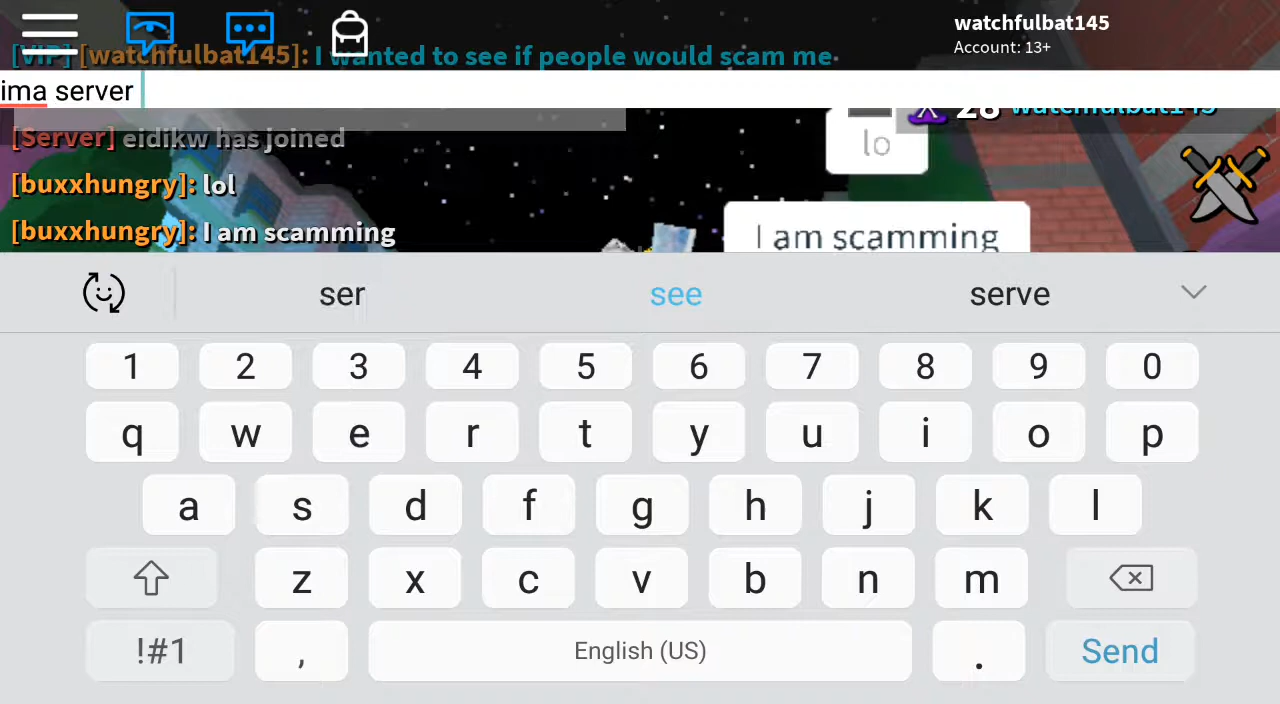 watchfulbat145
Account: 13+
[VIP] [watchfulbat145]: I wanted to see if people would scam me
ima server
28 watchfulbat145
[Server] eidikw has joined
lo
[buxxhungry]: lol
[buxxhungry]: I am scamming
I am scamming
ser see serve
1 2 3 4 5 6 7 8 9 0
q w e r t y u i o p
a s d f g h j k l
z x c v b n m
!#1 , English (US) . Send